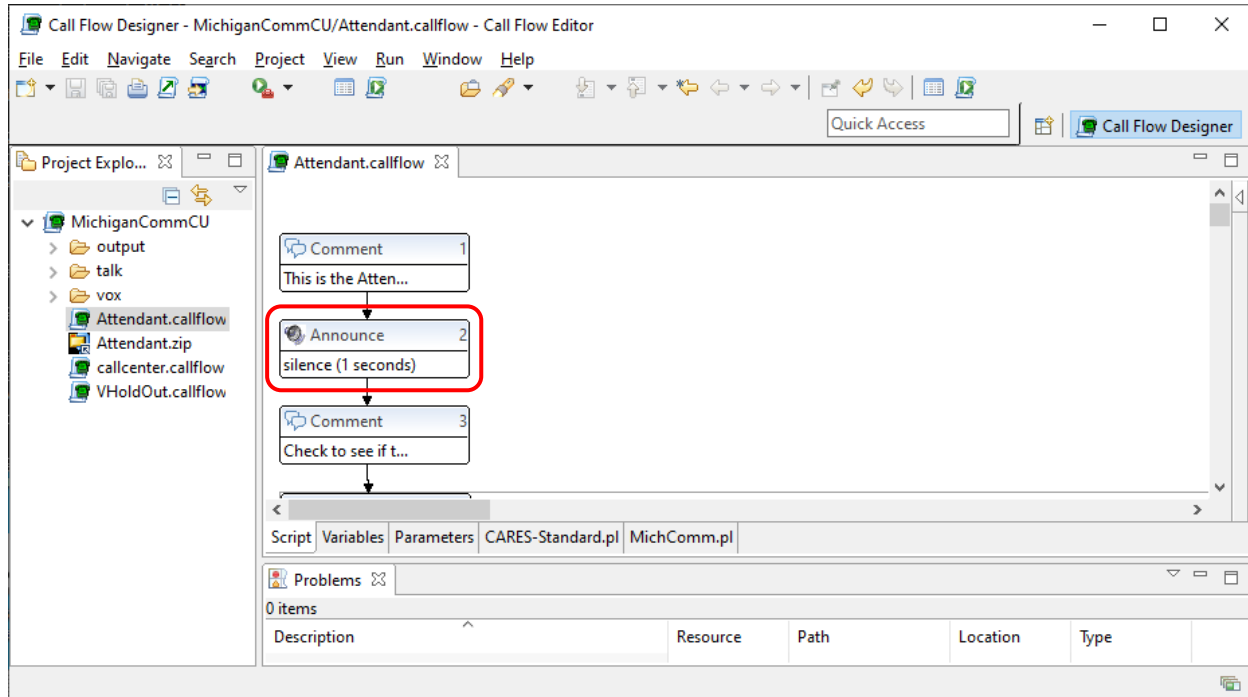 Call Flow Designer - MichiganCommCU/Attendant.callflow - Call Flow Editor
File Edit Navigate Search Project View Run Window Help
Quick Access
Call Flow Designer
Project Explo...
MichiganCommCU
output
talk
vox
Attendant.callflow
Attendant.zip
callcenter.callflow
VHoldOut.callflow
Attendant.callflow
Comment 1
This is the Atten...
Announce 2
silence (1 seconds)
Comment 3
Check to see if t...
Script Variables Parameters CARES-Standard.pl MichComm.pl
Problems
0 items
Description Resource Path Location Type